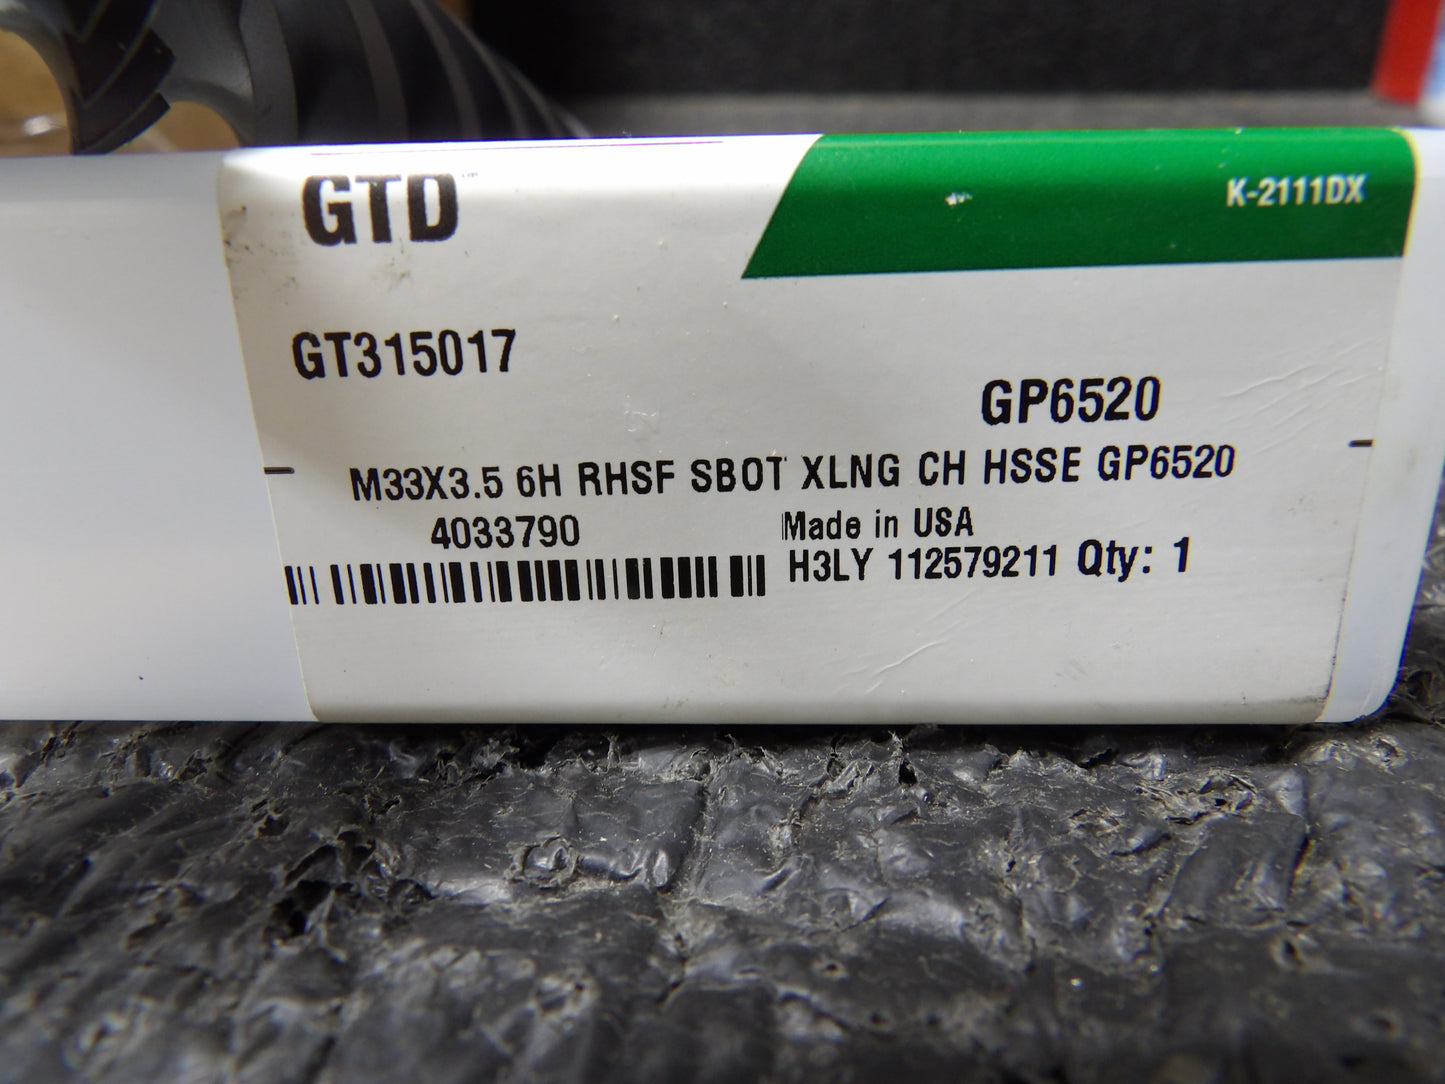 GTD™
K-2111DX
GT315017
GP6520
M33X3.5 6H RHSF SBOT XLNG CH HSSE GP6520
4033790
Made in USA
H3LY 112579211 Qty: 1